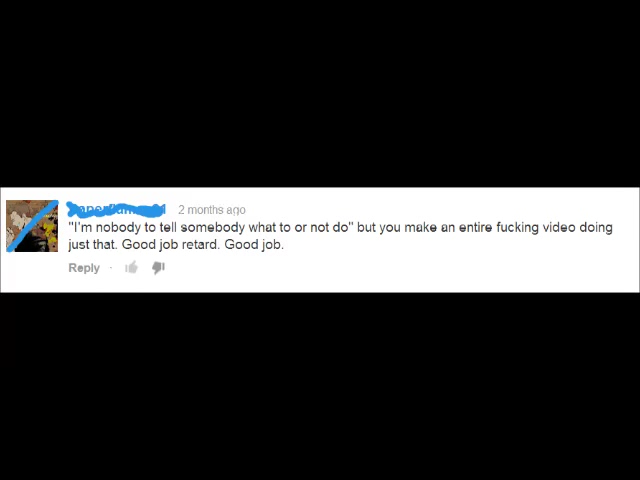 2 months ago
"I'm nobody to tell somebody what to or not do" but you make an entire fucking video doing
just that. Good job retard. Good job.
Reply ·